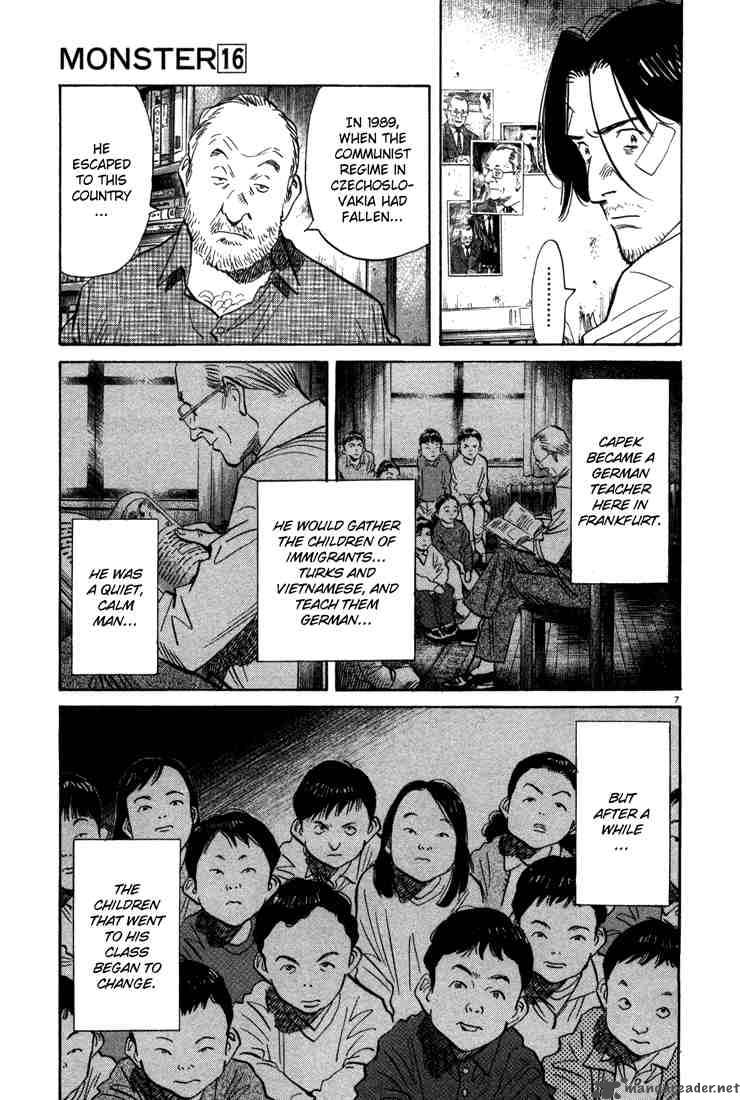 MONSTER 16
IN 1989,
WHEN THE
COMMUNIST
REGIME IN
CZECHOSLO-
VAKIA HAD
FALLEN...
HE
ESCAPED
TO THIS
COUNTRY
...
.........
CAPEK
BECAME A
GERMAN
TEACHER
HERE IN
FRANKFURT.
HE WOULD GATHER
THE CHILDREN OF
IMMIGRANTS...
TURKS AND
VIETNAMESE, AND
TEACH THEM
GERMAN...
HE WAS
A QUIET,
CALM
MAN...
7
BUT
AFTER A
WHILE
...
THE
CHILDREN
THAT WENT
TO HIS
CLASS
BEGAN TO
CHANGE.
mangareader.net